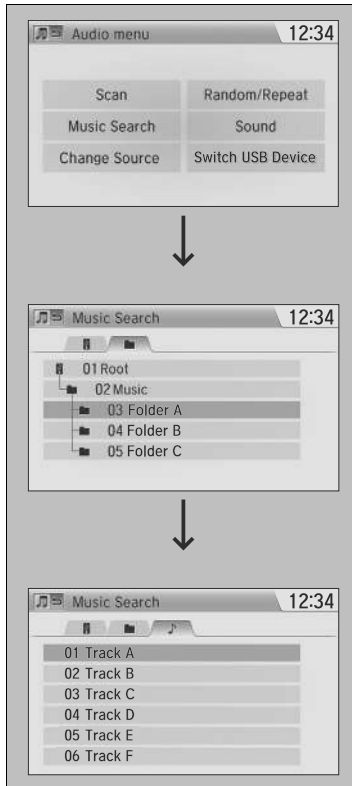 Audio menu 12:34
Scan Random/Repeat
Music Search Sound
Change Source Switch USB Device
Music Search 12:34
01 Root
02 Music
03 Folder A
04 Folder B
05 Folder C
Music Search 12:34
01 Track A
02 Track B
03 Track C
04 Track D
05 Track E
06 Track F